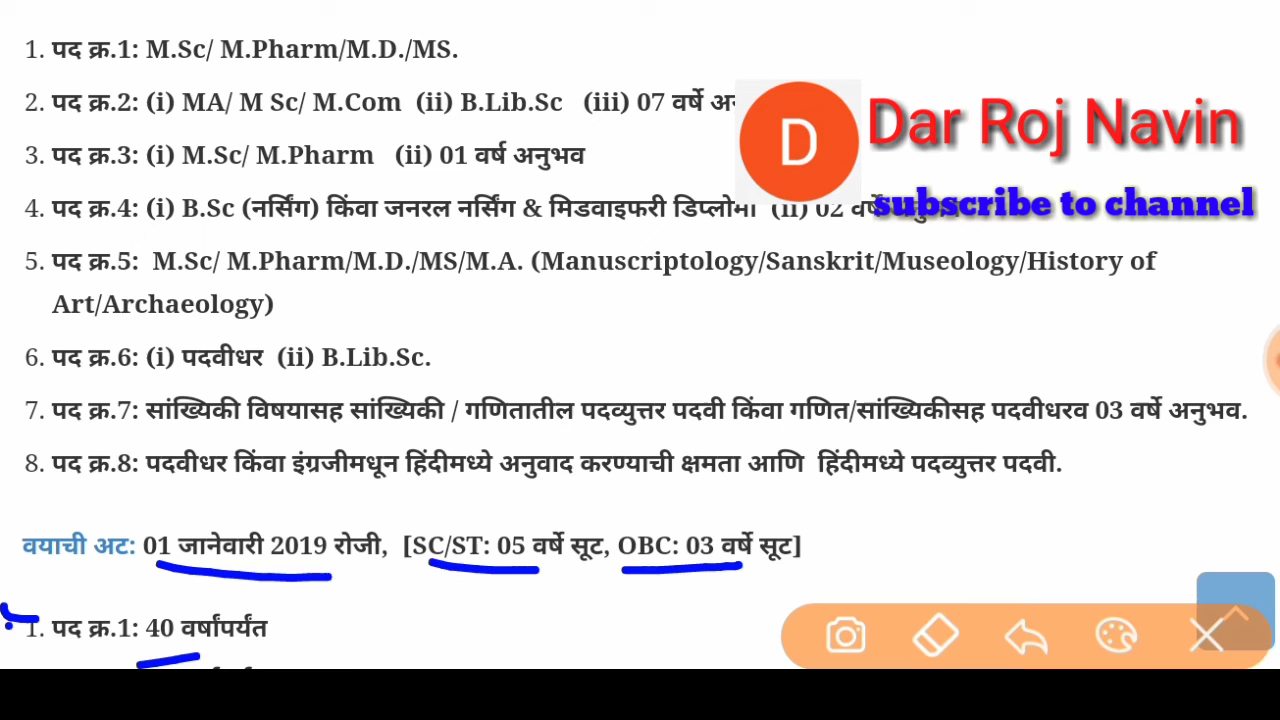 1. पद क्र.1: M.Sc/ M.Pharm/M.D./MS.
2. पद क्र.2: (i) MA/ M Sc/ M.Com (ii) B.Lib.Sc (iii) 07 वर्षे
D
Dar Roj Navin
3. पद क्र.3: (i) M.Sc/ M.Pharm (ii) 01 वर्ष अनुभव
4. पद क्र.4: (i) B.Sc (नर्सिंग) किंवा जनरल नर्सिंग & मिडवाइफरी डिप्लोमा (ii) 02
subscribe to channel
5. पद क्र.5: M.Sc/ M.Pharm/M.D./MS/M.A. (Manuscriptology/Sanskrit/Museology/History of
Art/Archaeology)
6. पद क्र.6: (i) पदवीधर (ii) B.Lib.Sc.
7. पद क्र.7: सांख्यिकी विषयासह सांख्यिकी / गणितातील पदव्युत्तर पदवी किंवा गणित/सांख्यिकीसह पदवीधरव 03 वर्षे अनुभव.
8. पद क्र.8: पदवीधर किंवा इंग्रजीमधून हिंदीमध्ये अनुवाद करण्याची क्षमता आणि हिंदीमध्ये पदव्युत्तर पदवी.
वयाची अट: 01 जानेवारी 2019 रोजी, [SC/ST: 05 वर्षे सूट, OBC: 03 वर्षे सूट]
1. पद क्र.1: 40 वर्षांपर्यंत